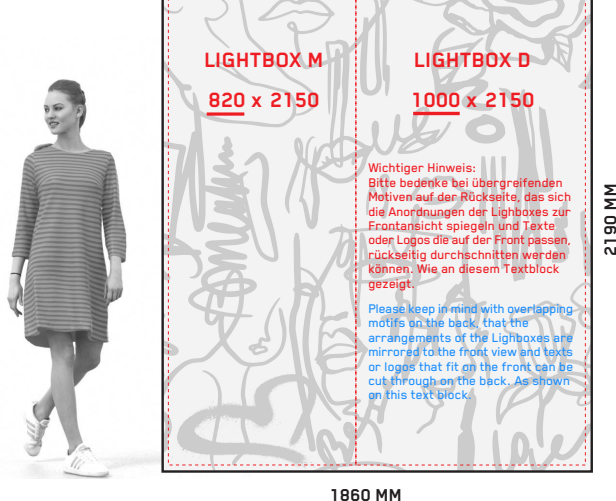 LIGHTBOX M
820 x 2150
LIGHTBOX D
1000 x 2150
Wichtiger Hinweis:
Bitte bedenke bei übergreifenden
Motiven auf der Rückseite, das sich
die Anordnungen der Lighboxes zur
Frontansicht spiegeln und Texte
oder Logos die auf der Front passen,
rückseitig durchschnitten werden
können. Wie an diesem Textblock
gezeigt.
Please keep in mind with overlapping
motifs on the back, that the
arrangements of the Lighboxes are
mirrored to the front view and texts
or logos that fit on the front can be
cut through on the back. As shown
on this text block.
love
2190 MM
1860 MM